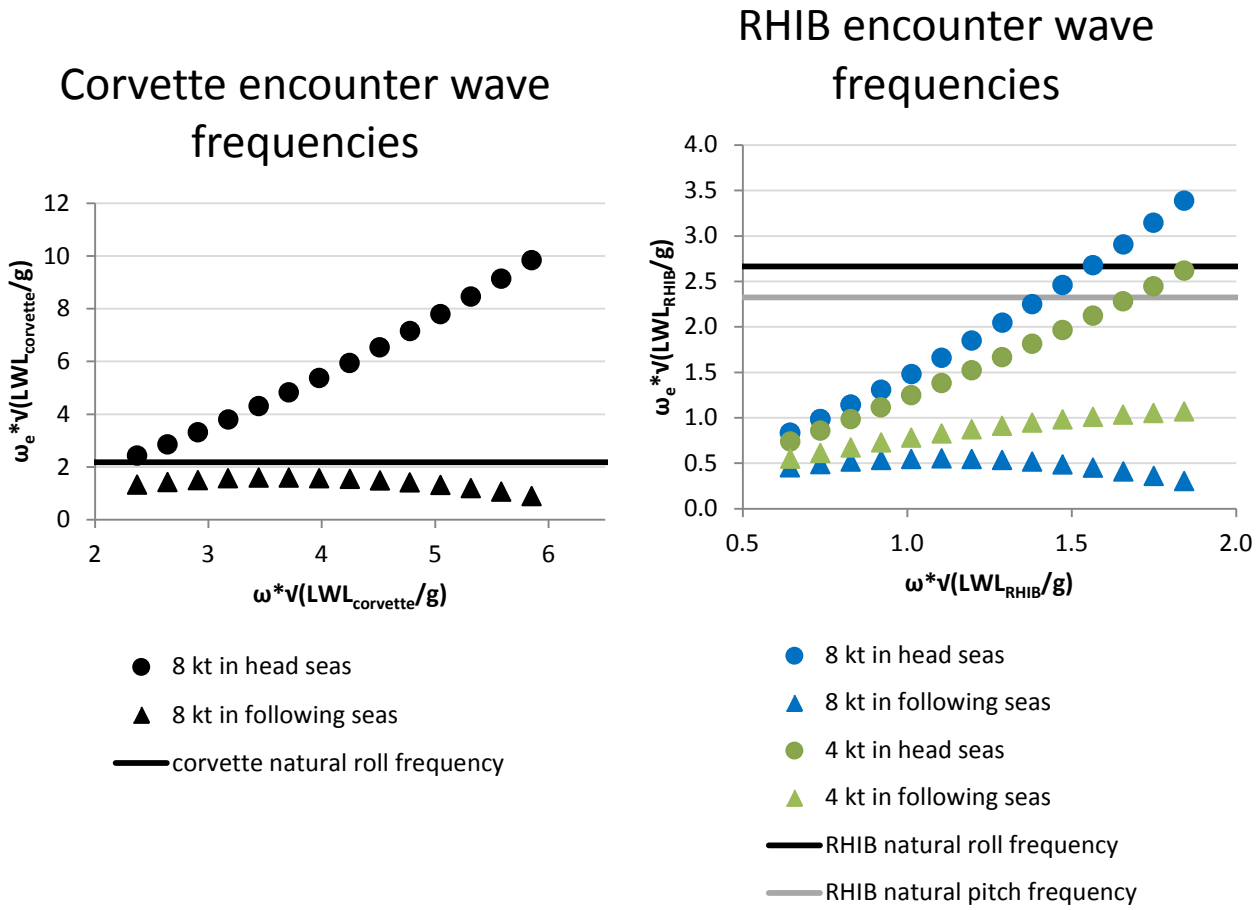 Corvette encounter wave
frequencies
12
10
8
6
4
2
0
2 3 4 5 6
ωe*√(LWLcorvette/g)
ω*√(LWLcorvette/g)
8 kt in head seas
8 kt in following seas
corvette natural roll frequency
RHIB encounter wave
frequencies
4.0
3.5
3.0
2.5
2.0
1.5
1.0
0.5
0.0
0.5 1.0 1.5 2.0
ωe*√(LWLRHIB/g)
ω*√(LWLRHIB/g)
8 kt in head seas
8 kt in following seas
4 kt in head seas
4 kt in following seas
RHIB natural roll frequency
RHIB natural pitch frequency